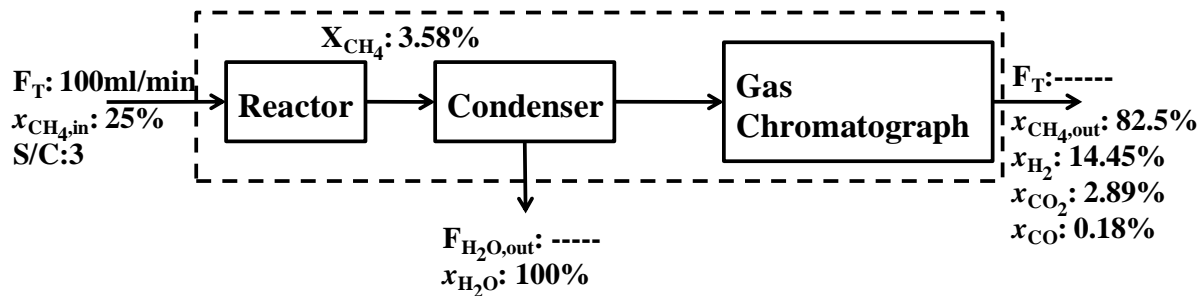 X_CH₄: 3.58%
F_T: 100ml/min
x_CH₄,in: 25%
S/C:3
Reactor
Condenser
Gas
Chromatograph
F_T:------
x_CH₄,out: 82.5%
x_H₂: 14.45%
x_CO₂: 2.89%
x_CO: 0.18%
F_H₂O,out: -----
x_H₂O: 100%